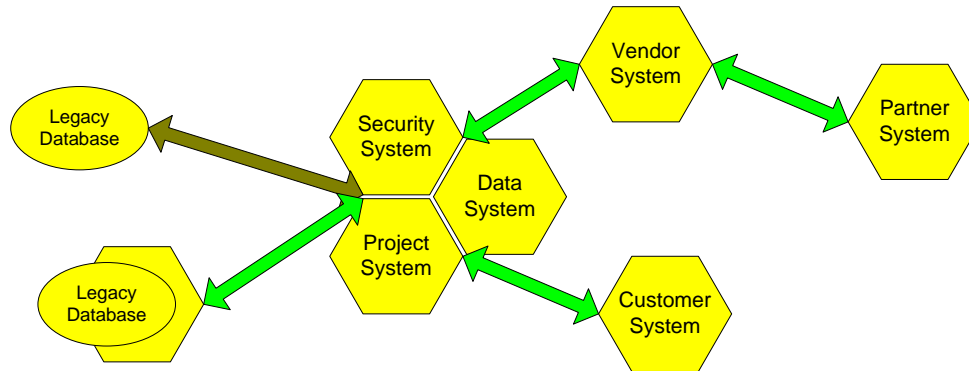 Vendor
System
Partner
System
Legacy
Database
Security
System
Data
System
Project
System
Legacy
Database
Customer
System